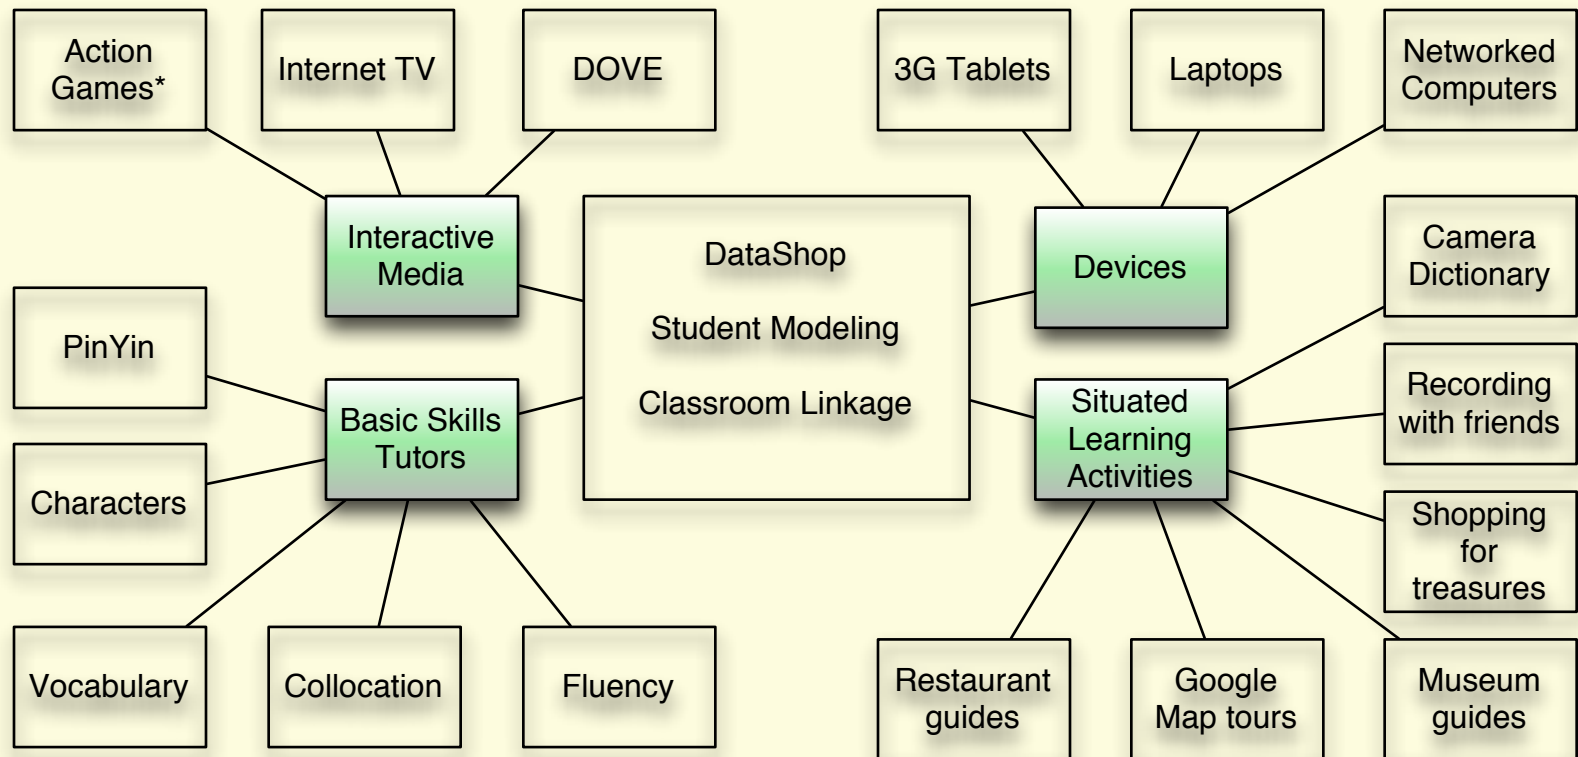 Action
Games*
Internet TV
DOVE
3G Tablets
Laptops
Networked
Computers
Interactive
Media
DataShop
Student Modeling
Classroom Linkage
Devices
Camera
Dictionary
PinYin
Basic Skills
Tutors
Situated
Learning
Activities
Recording
with friends
Characters
Shopping
for
treasures
Vocabulary
Collocation
Fluency
Restaurant
guides
Google
Map tours
Museum
guides